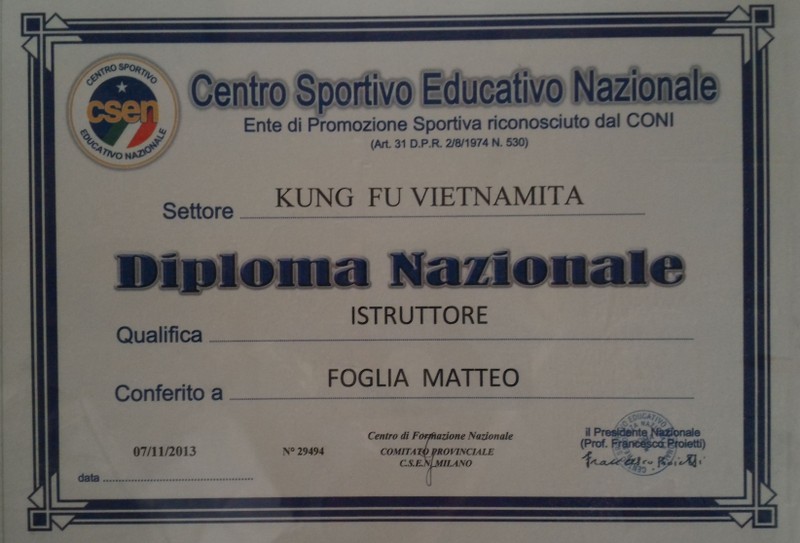 CENTRO SPORTIVO
csen
EDUCATIVO NAZIONALE
Centro Sportivo Educativo Nazionale
Ente di Promozione Sportiva riconosciuto dal CONI
(Art. 31 D.P.R. 2/8/1974 N. 530)
Settore KUNG FU VIETNAMITA
Diploma Nazionale
Qualifica ISTRUTTORE
Conferito a FOGLIA MATTEO
07/11/2013
data
N° 29494
Centro di Formazione Nazionale
COMITATO PROVINCIALE
C.S.E.N. MILANO
il Presidente Nazionale
(Prof. Francesco Proietti)
Francesco Proietti